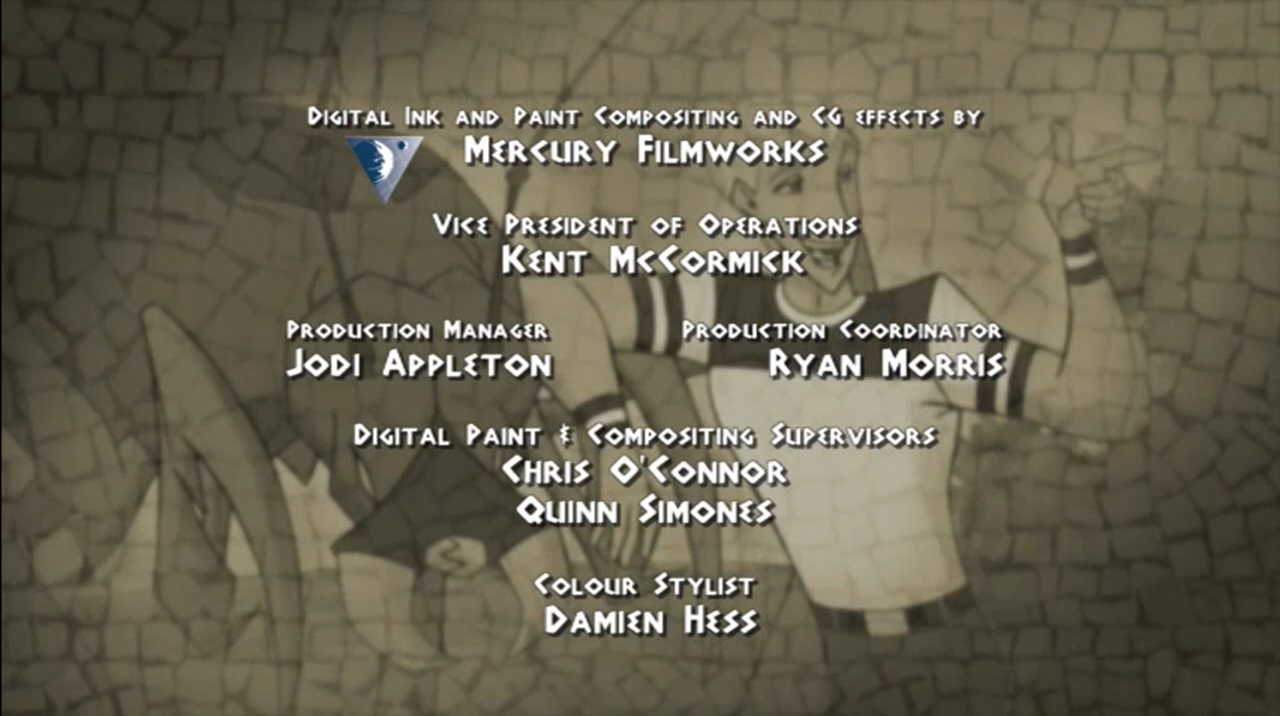 Digital Ink and Paint Compositing and CG effects by
Mercury Filmworks
Vice President of Operations
Kent McCormick
Production Manager
Jodi Appleton
Production Coordinator
Ryan Morris
Digital Paint & Compositing Supervisors
Chris O'Connor
Quinn Simones
Colour Stylist
Damien Hess